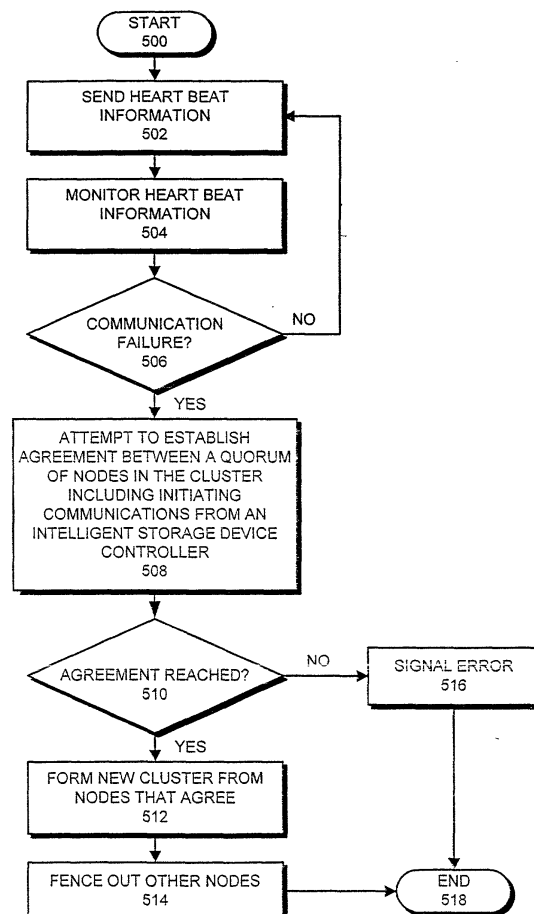 START
500
SEND HEART BEAT
INFORMATION
502
MONITOR HEART BEAT
INFORMATION
504
COMMUNICATION
FAILURE?
506
NO
YES
ATTEMPT TO ESTABLISH
AGREEMENT BETWEEN A QUORUM
OF NODES IN THE CLUSTER
INCLUDING INITIATING
COMMUNICATIONS FROM AN
INTELLIGENT STORAGE DEVICE
CONTROLLER
508
AGREEMENT REACHED?
510
NO
SIGNAL ERROR
516
YES
FORM NEW CLUSTER FROM
NODES THAT AGREE
512
FENCE OUT OTHER NODES
514
END
518